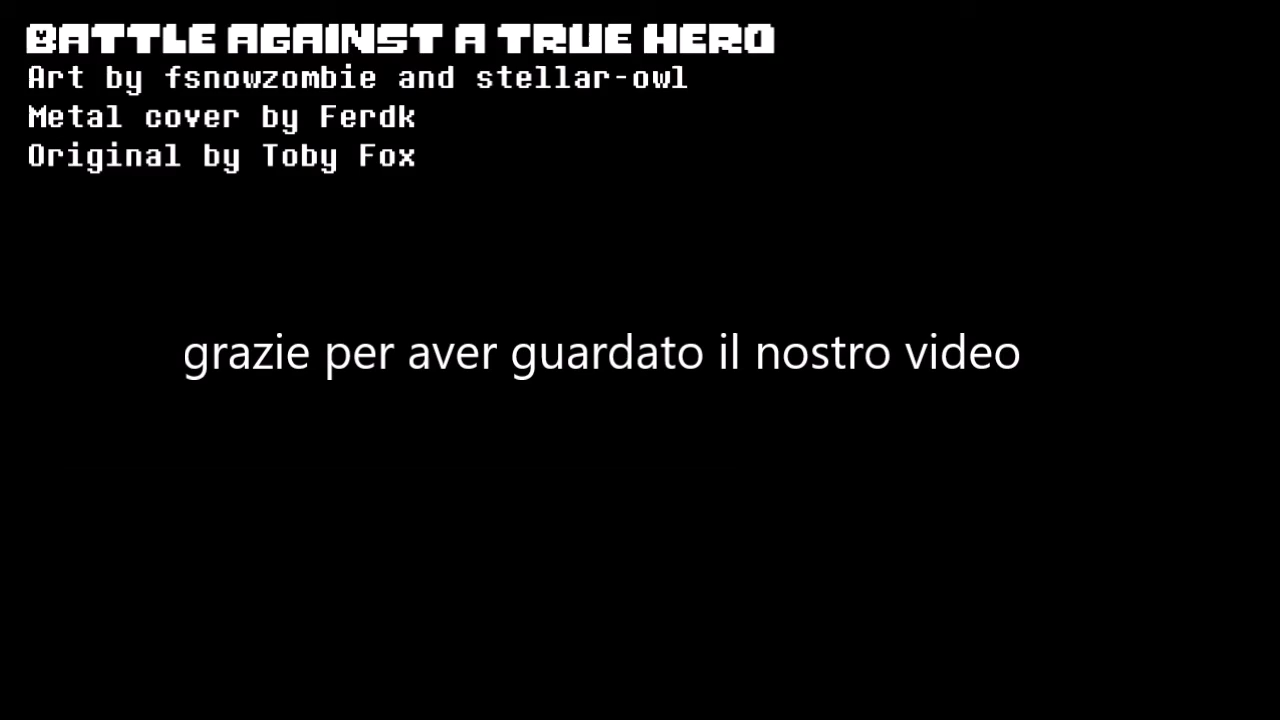 BATTLE AGAINST A TRUE HERO
Art by fsnowzombie and stellar-owl
Metal cover by Ferdk
Original by Toby Fox
grazie per aver guardato il nostro video